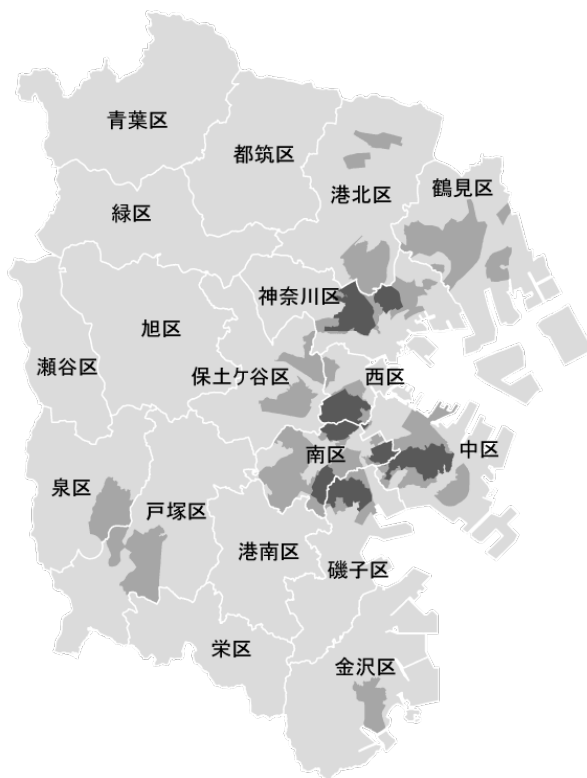 青葉区
都筑区
港北区
鶴見区
緑区
神奈川区
旭区
瀬谷区
保土ケ谷区
西区
南区
中区
泉区
戸塚区
港南区
磯子区
栄区
金沢区